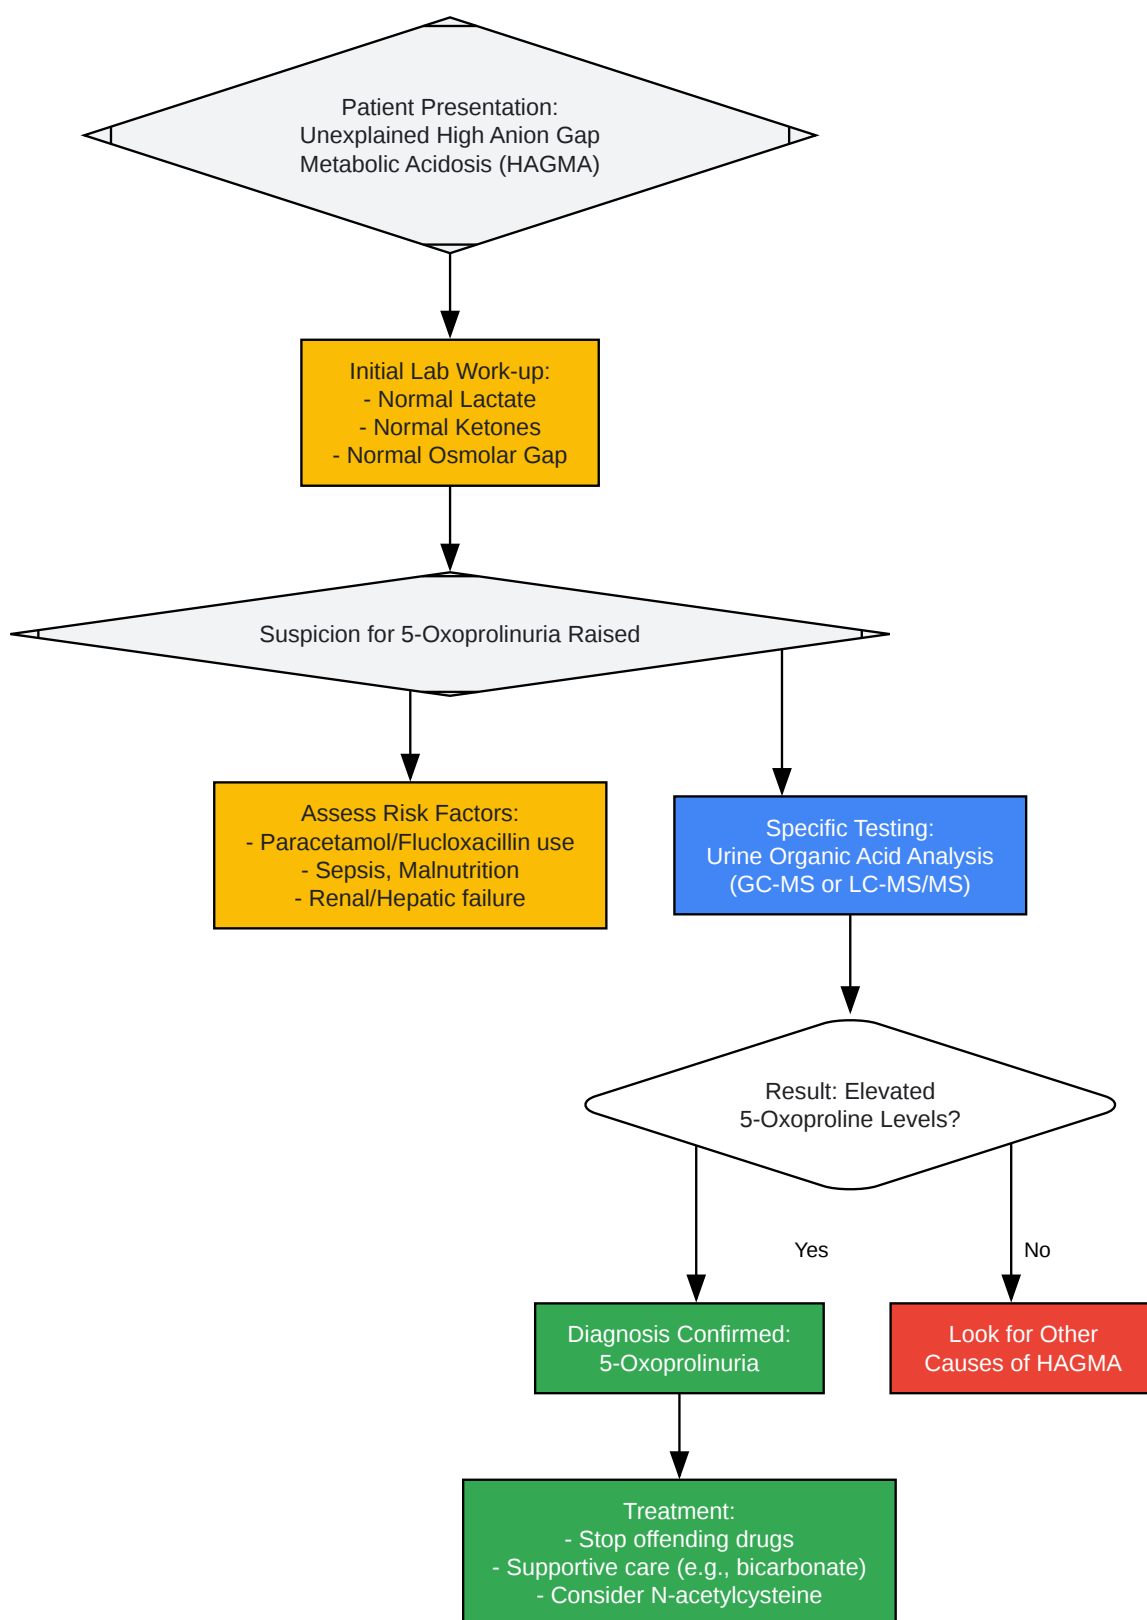 Patient Presentation:
Unexplained High Anion Gap
Metabolic Acidosis (HAGMA)
Initial Lab Work-up:
- Normal Lactate
- Normal Ketones
- Normal Osmolar Gap
Suspicion for 5-Oxoprolinuria Raised
Assess Risk Factors:
- Paracetamol/Flucloxacillin use
- Sepsis, Malnutrition
- Renal/Hepatic failure
Specific Testing:
Urine Organic Acid Analysis
(GC-MS or LC-MS/MS)
Result: Elevated
5-Oxoproline Levels?
Yes
No
Diagnosis Confirmed:
5-Oxoprolinuria
Look for Other
Causes of HAGMA
Treatment:
- Stop offending drugs
- Supportive care (e.g., bicarbonate)
- Consider N-acetylcysteine